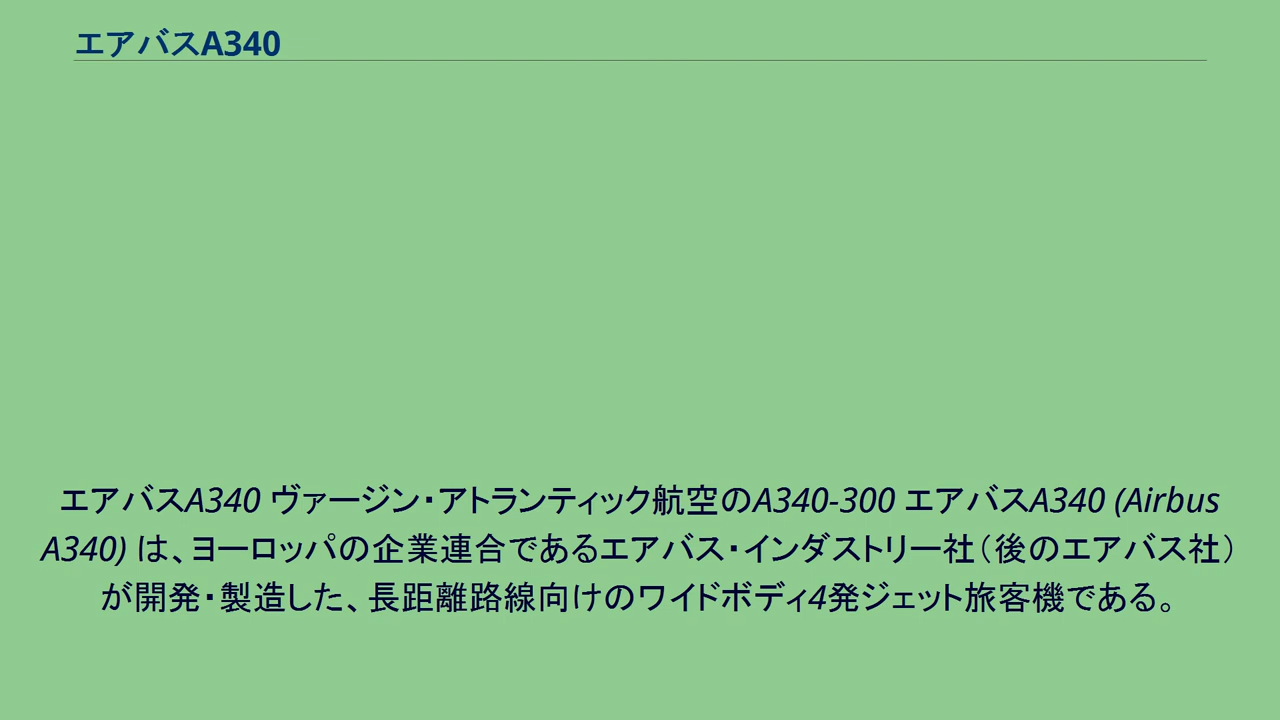 エアバスA340
エアバスA340 ヴァージン・アトランティック航空のA340-300 エアバスA340 (Airbus
A340) は、ヨーロッパの企業連合であるエアバス・インダストリー社（後のエアバス社）
が開発・製造した、長距離路線向けのワイドボディ4発ジェット旅客機である。